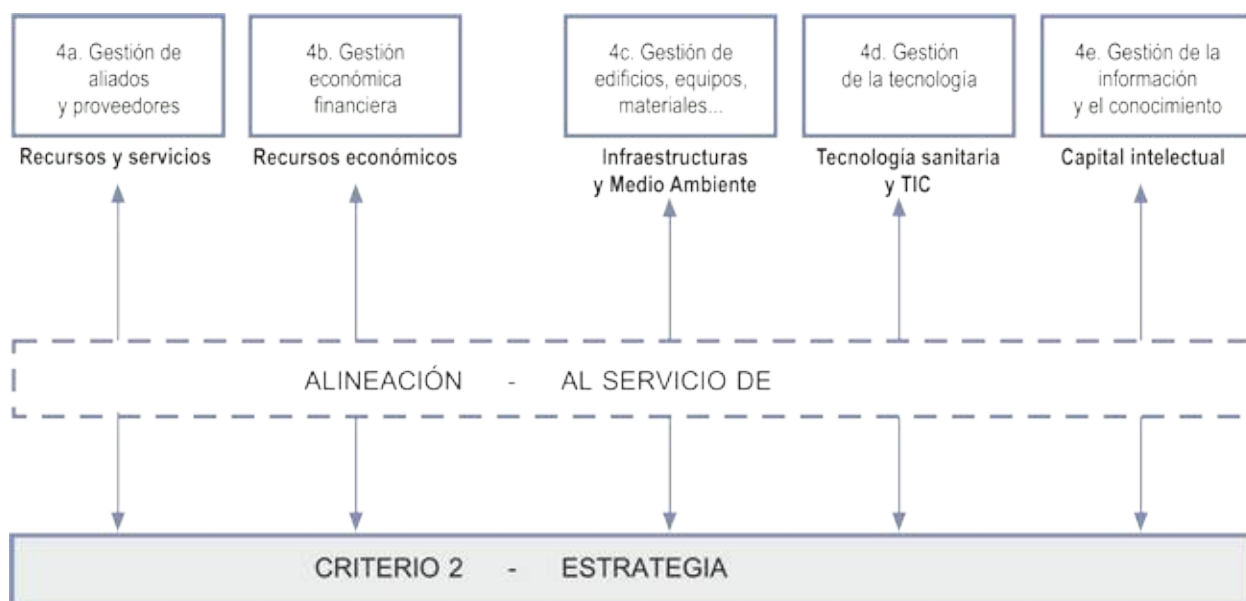 4a. Gestión de
aliados
y proveedores
4b. Gestión
económica
financiera
4c. Gestión de
edificios, equipos,
materiales...
4d. Gestión
de la tecnología
4e. Gestión de la
información
y el conocimiento
Recursos y servicios
Recursos económicos
Infraestructuras
y Medio Ambiente
Tecnología sanitaria
y TIC
Capital intelectual
ALINEACIÓN - AL SERVICIO DE
CRITERIO 2 - ESTRATEGIA